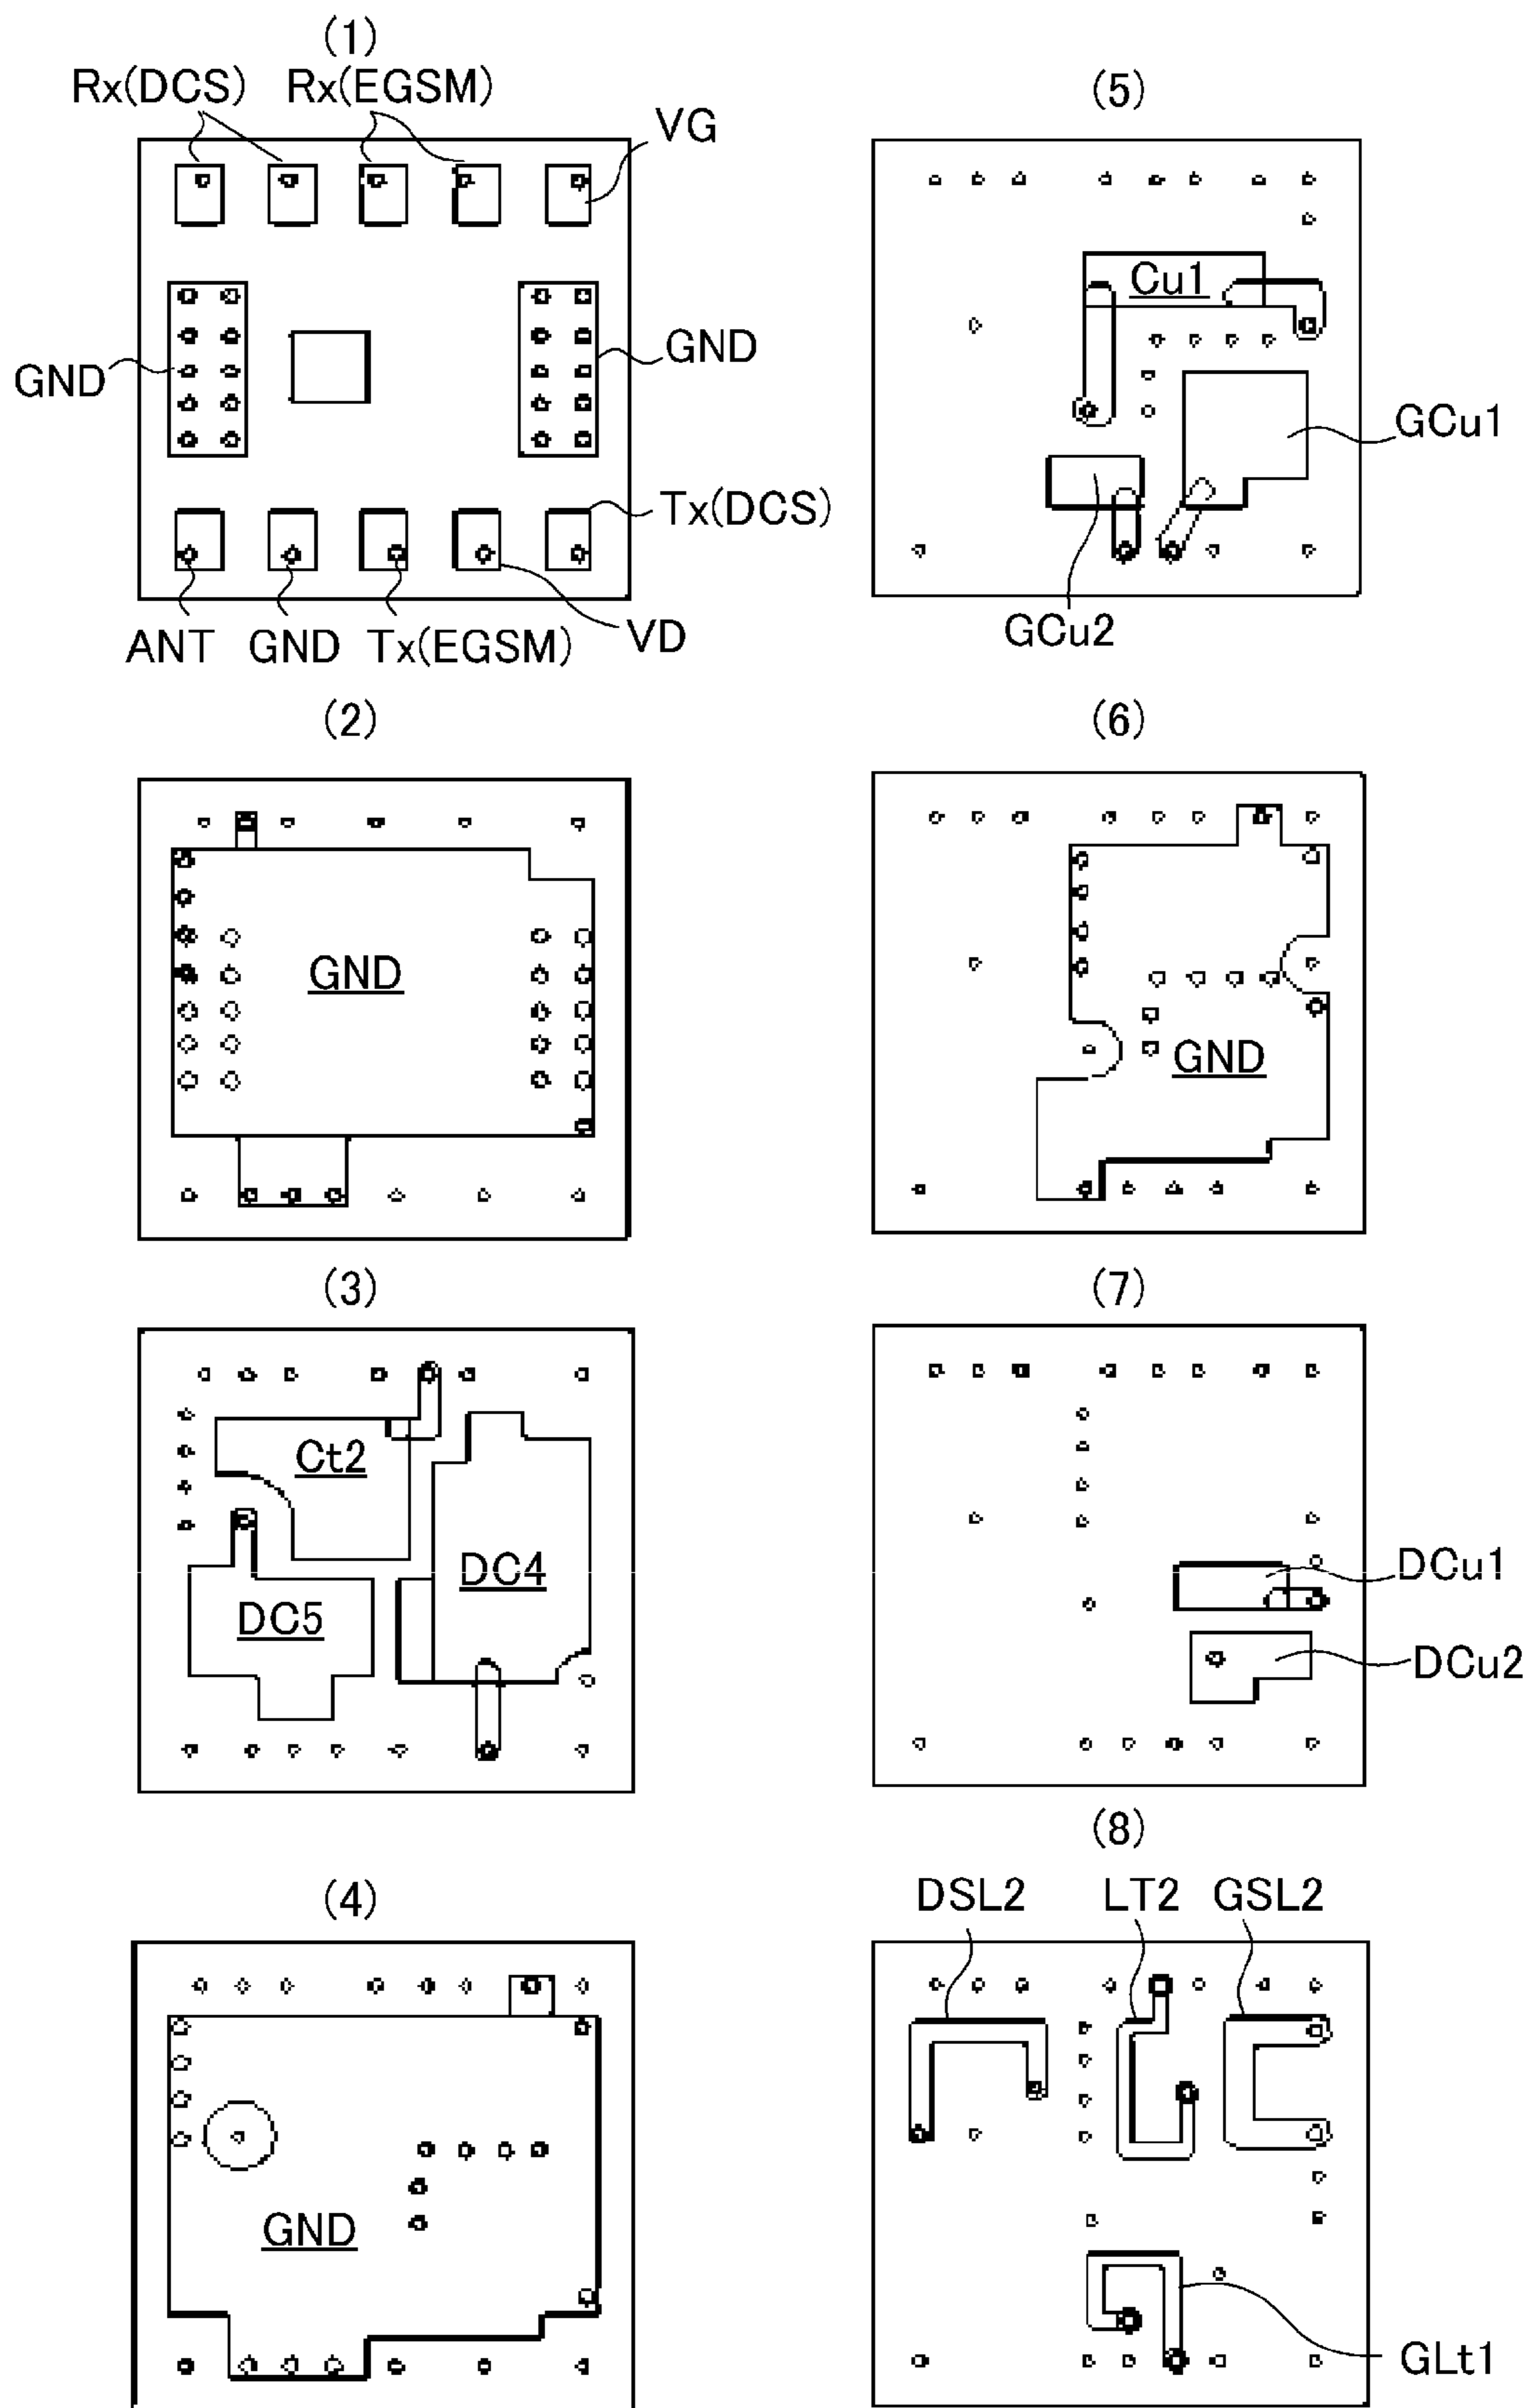 (1)
Rx(DCS) Rx(EGSM)
VG
GND
GND
Tx(DCS)
ANT GND Tx(EGSM) VD
(2)
GND
(3)
Ct2
DC4
DC5
(4)
GND
(5)
Cu1
GCu1
GCu2
(6)
GND
(7)
DCu1
DCu2
(8)
DSL2 LT2 GSL2
GLt1